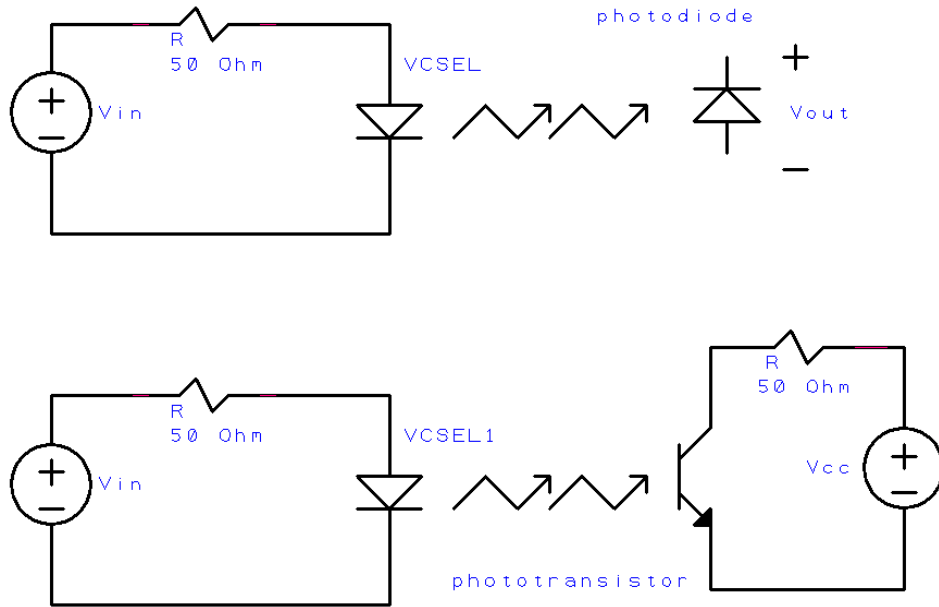 photodiode
R
50 Ohm
VCSEL
+
Vin
+
−
Vout
−
R
50 Ohm
R
50 Ohm
VCSEL1
+
Vin
−
Vcc
+
−
phototransistor